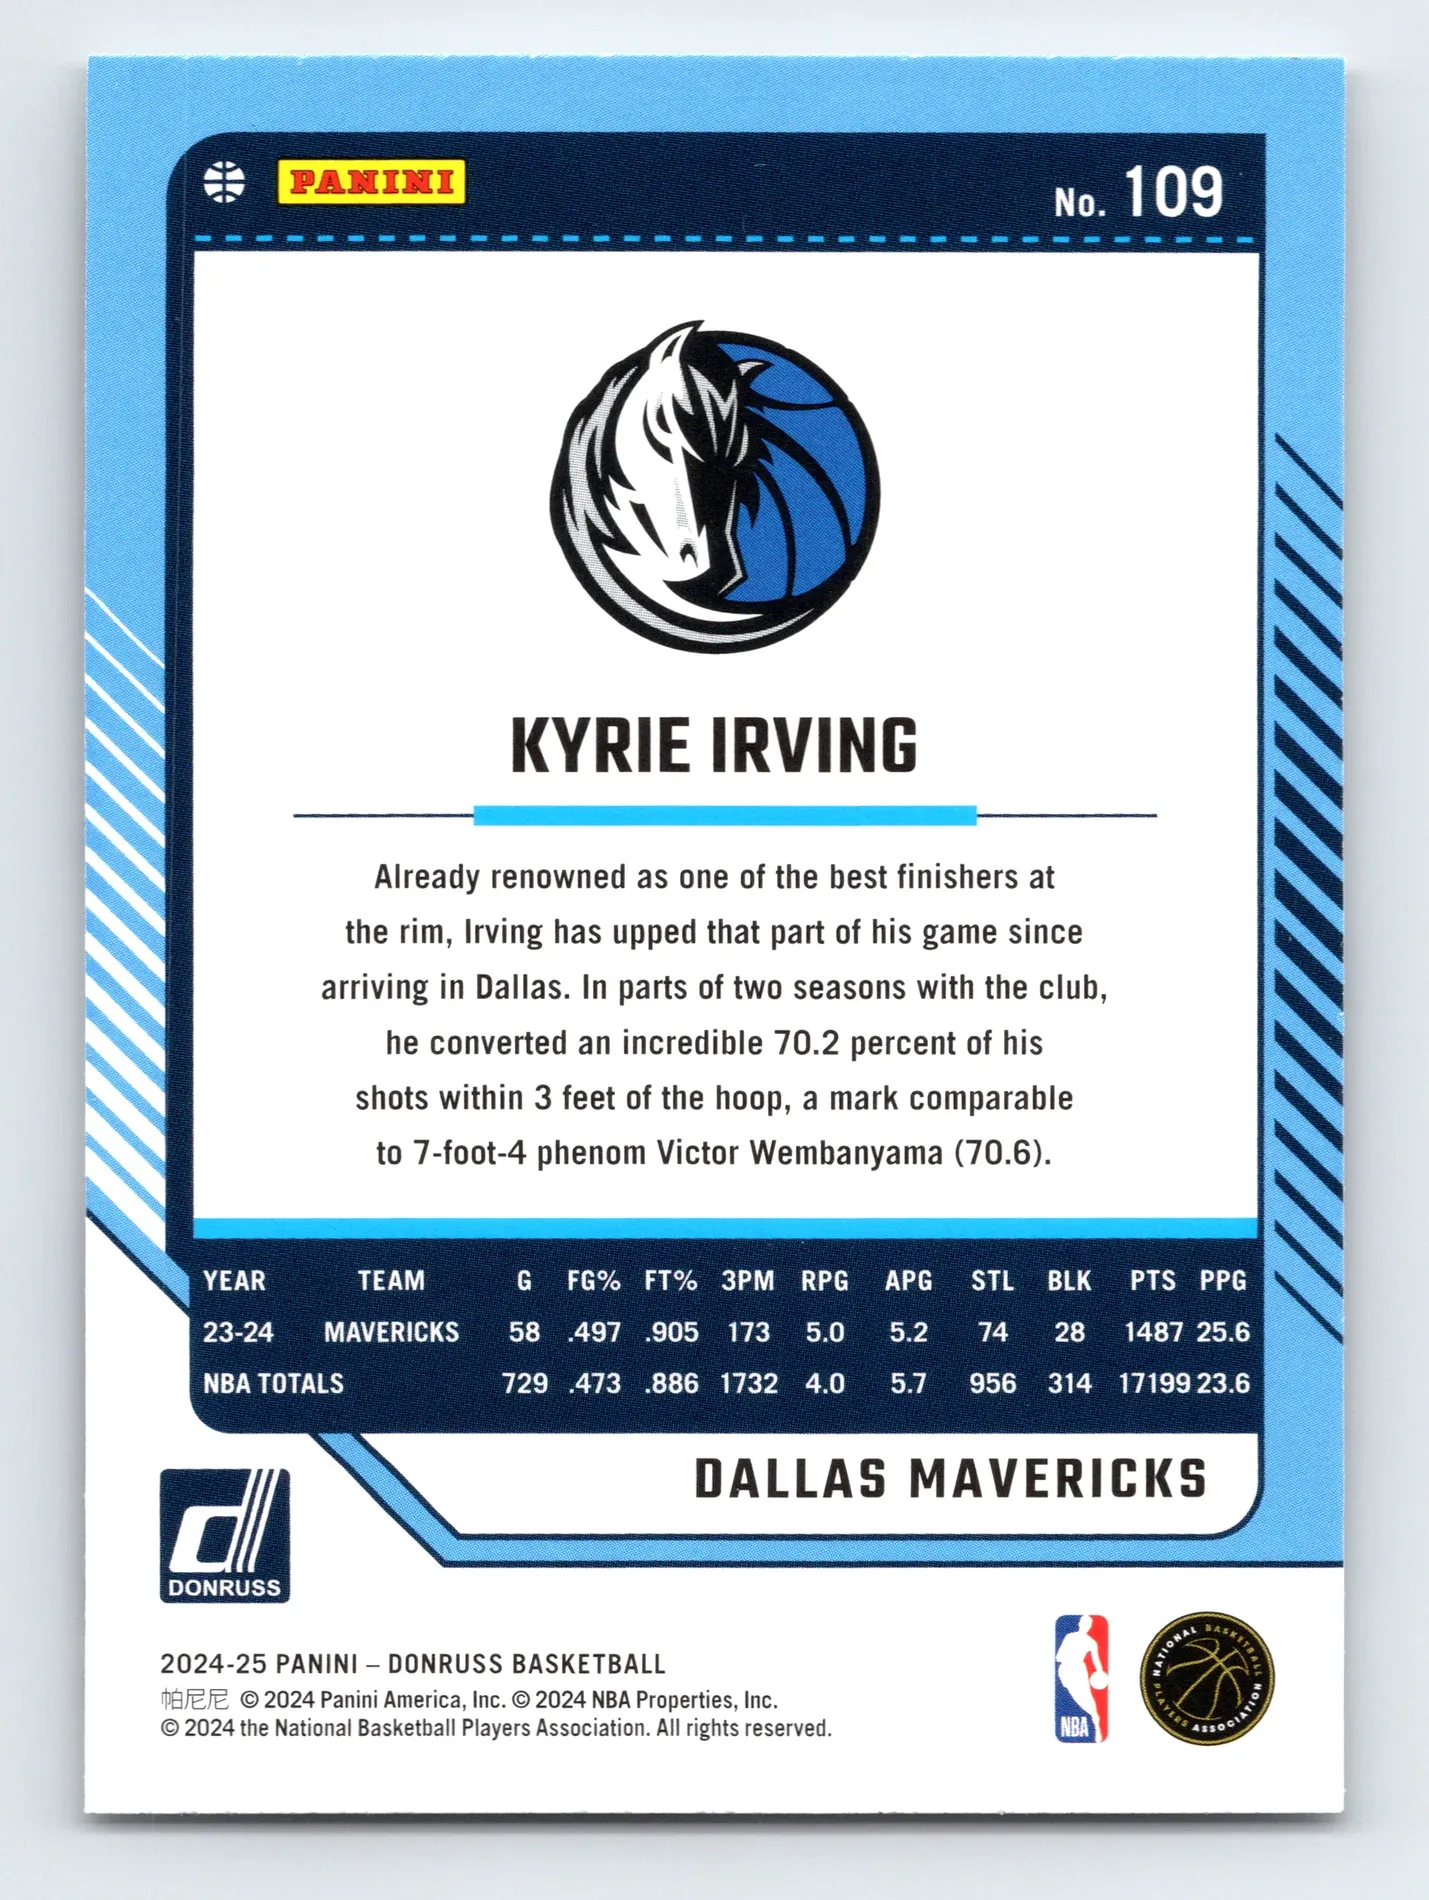 PANINI
No. 109
KYRIE IRVING
Already renowned as one of the best finishers at
the rim, Irving has upped that part of his game since
arriving in Dallas. In parts of two seasons with the club,
he converted an incredible 70.2 percent of his
shots within 3 feet of the hoop, a mark comparable
to 7-foot-4 phenom Victor Wembanyama (70.6).
YEAR TEAM G FG% FT% 3PM RPG APG STL BLK PTS PPG
23-24 MAVERICKS 58 .497 .905 173 5.0 5.2 74 28 1487 25.6
NBA TOTALS 729 .473 .886 1732 4.0 5.7 956 314 17199 23.6
DALLAS MAVERICKS
d
DONRUSS
2024-25 PANINI – DONRUSS BASKETBALL
帕尼尼 © 2024 Panini America, Inc. © 2024 NBA Properties, Inc.
© 2024 the National Basketball Players Association. All rights reserved.
NBA
NATIONAL BASKETBALL
PLAYERS ASSOCIATION